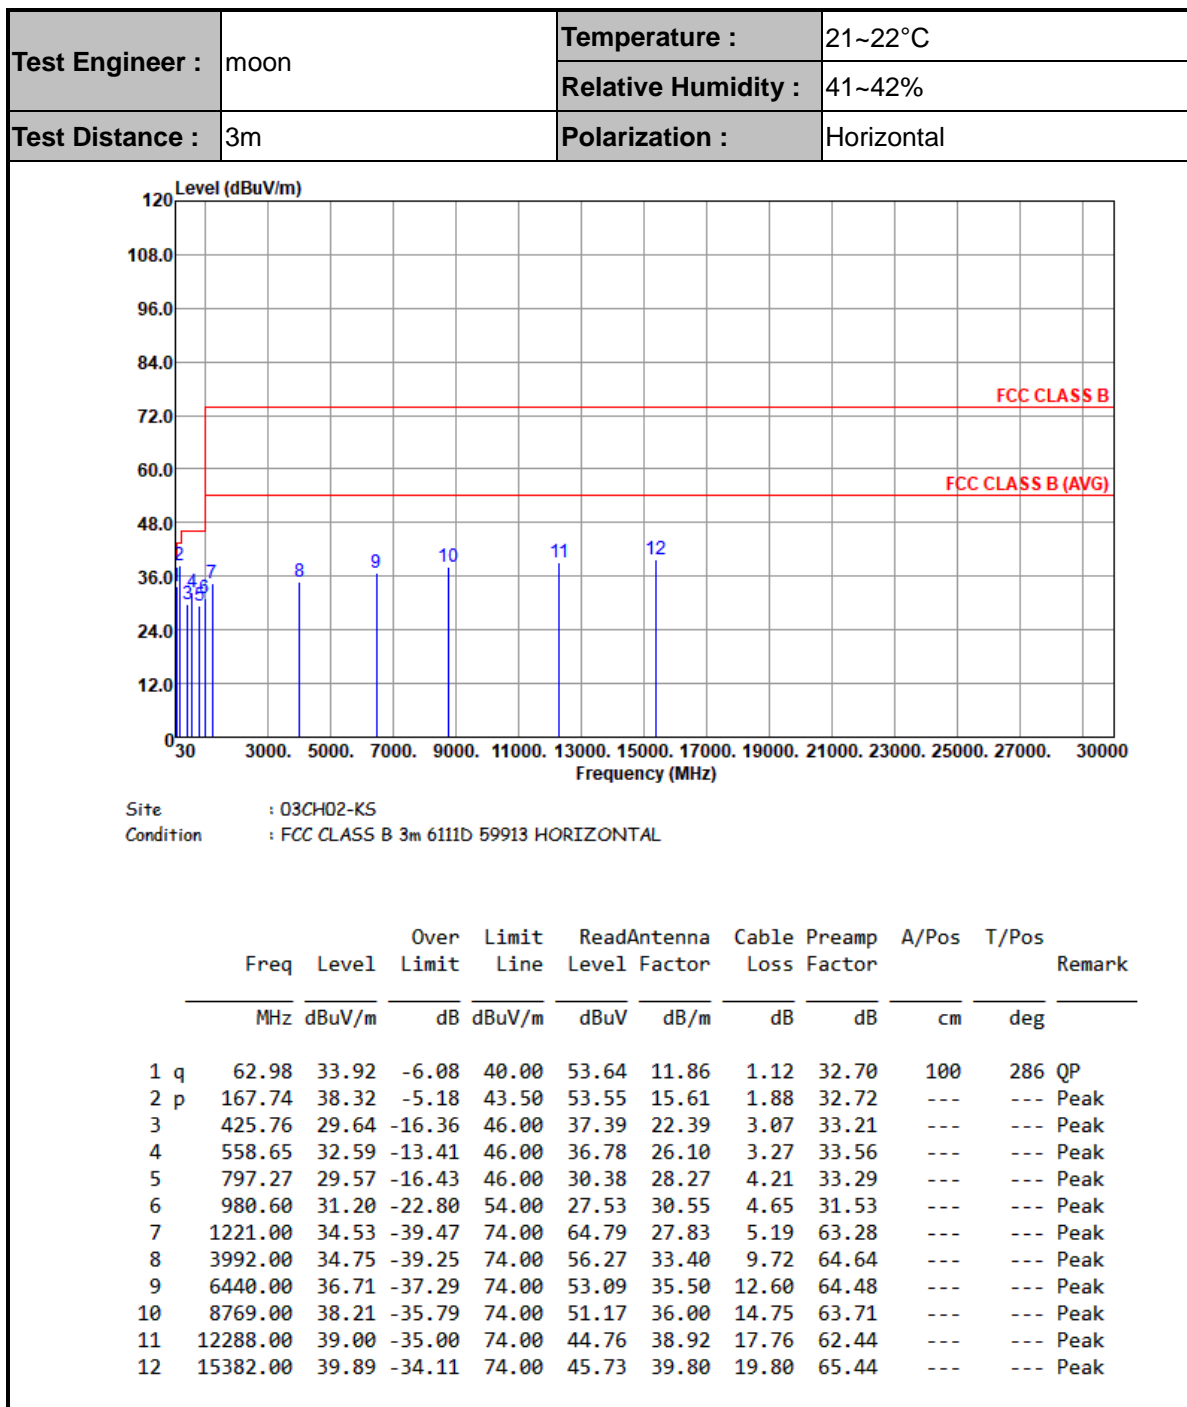 Test Engineer : moon Temperature : 21~22°C
Relative Humidity : 41~42%
Test Distance : 3m Polarization : Horizontal
Level (dBuV/m)
120
108.0
96.0
84.0
72.0
60.0
48.0
36.0
24.0
12.0
0
FCC CLASS B
FCC CLASS B (AVG)
1 2 3 4 5 6 7 8 9 10 11 12
30 3000. 5000. 7000. 9000. 11000. 13000. 15000. 17000. 19000. 21000. 23000. 25000. 27000. 30000
Frequency (MHz)
Site : 03CH02-KS
Condition : FCC CLASS B 3m 6111D 59913 HORIZONTAL
Over Limit ReadAntenna Cable Preamp A/Pos T/Pos
Freq Level Limit Line Level Factor Loss Factor Remark
MHz dBuV/m dB dBuV/m dBuV dB/m dB dB cm deg
1 q 62.98 33.92 -6.08 40.00 53.64 11.86 1.12 32.70 100 286 QP
2 p 167.74 38.32 -5.18 43.50 53.55 15.61 1.88 32.72 --- --- Peak
3 425.76 29.64 -16.36 46.00 37.39 22.39 3.07 33.21 --- --- Peak
4 558.65 32.59 -13.41 46.00 36.78 26.10 3.27 33.56 --- --- Peak
5 797.27 29.57 -16.43 46.00 30.38 28.27 4.21 33.29 --- --- Peak
6 980.60 31.20 -22.80 54.00 27.53 30.55 4.65 31.53 --- --- Peak
7 1221.00 34.53 -39.47 74.00 64.79 27.83 5.19 63.28 --- --- Peak
8 3992.00 34.75 -39.25 74.00 56.27 33.40 9.72 64.64 --- --- Peak
9 6440.00 36.71 -37.29 74.00 53.09 35.50 12.60 64.48 --- --- Peak
10 8769.00 38.21 -35.79 74.00 51.17 36.00 14.75 63.71 --- --- Peak
11 12288.00 39.00 -35.00 74.00 44.76 38.92 17.76 62.44 --- --- Peak
12 15382.00 39.89 -34.11 74.00 45.73 39.80 19.80 65.44 --- --- Peak